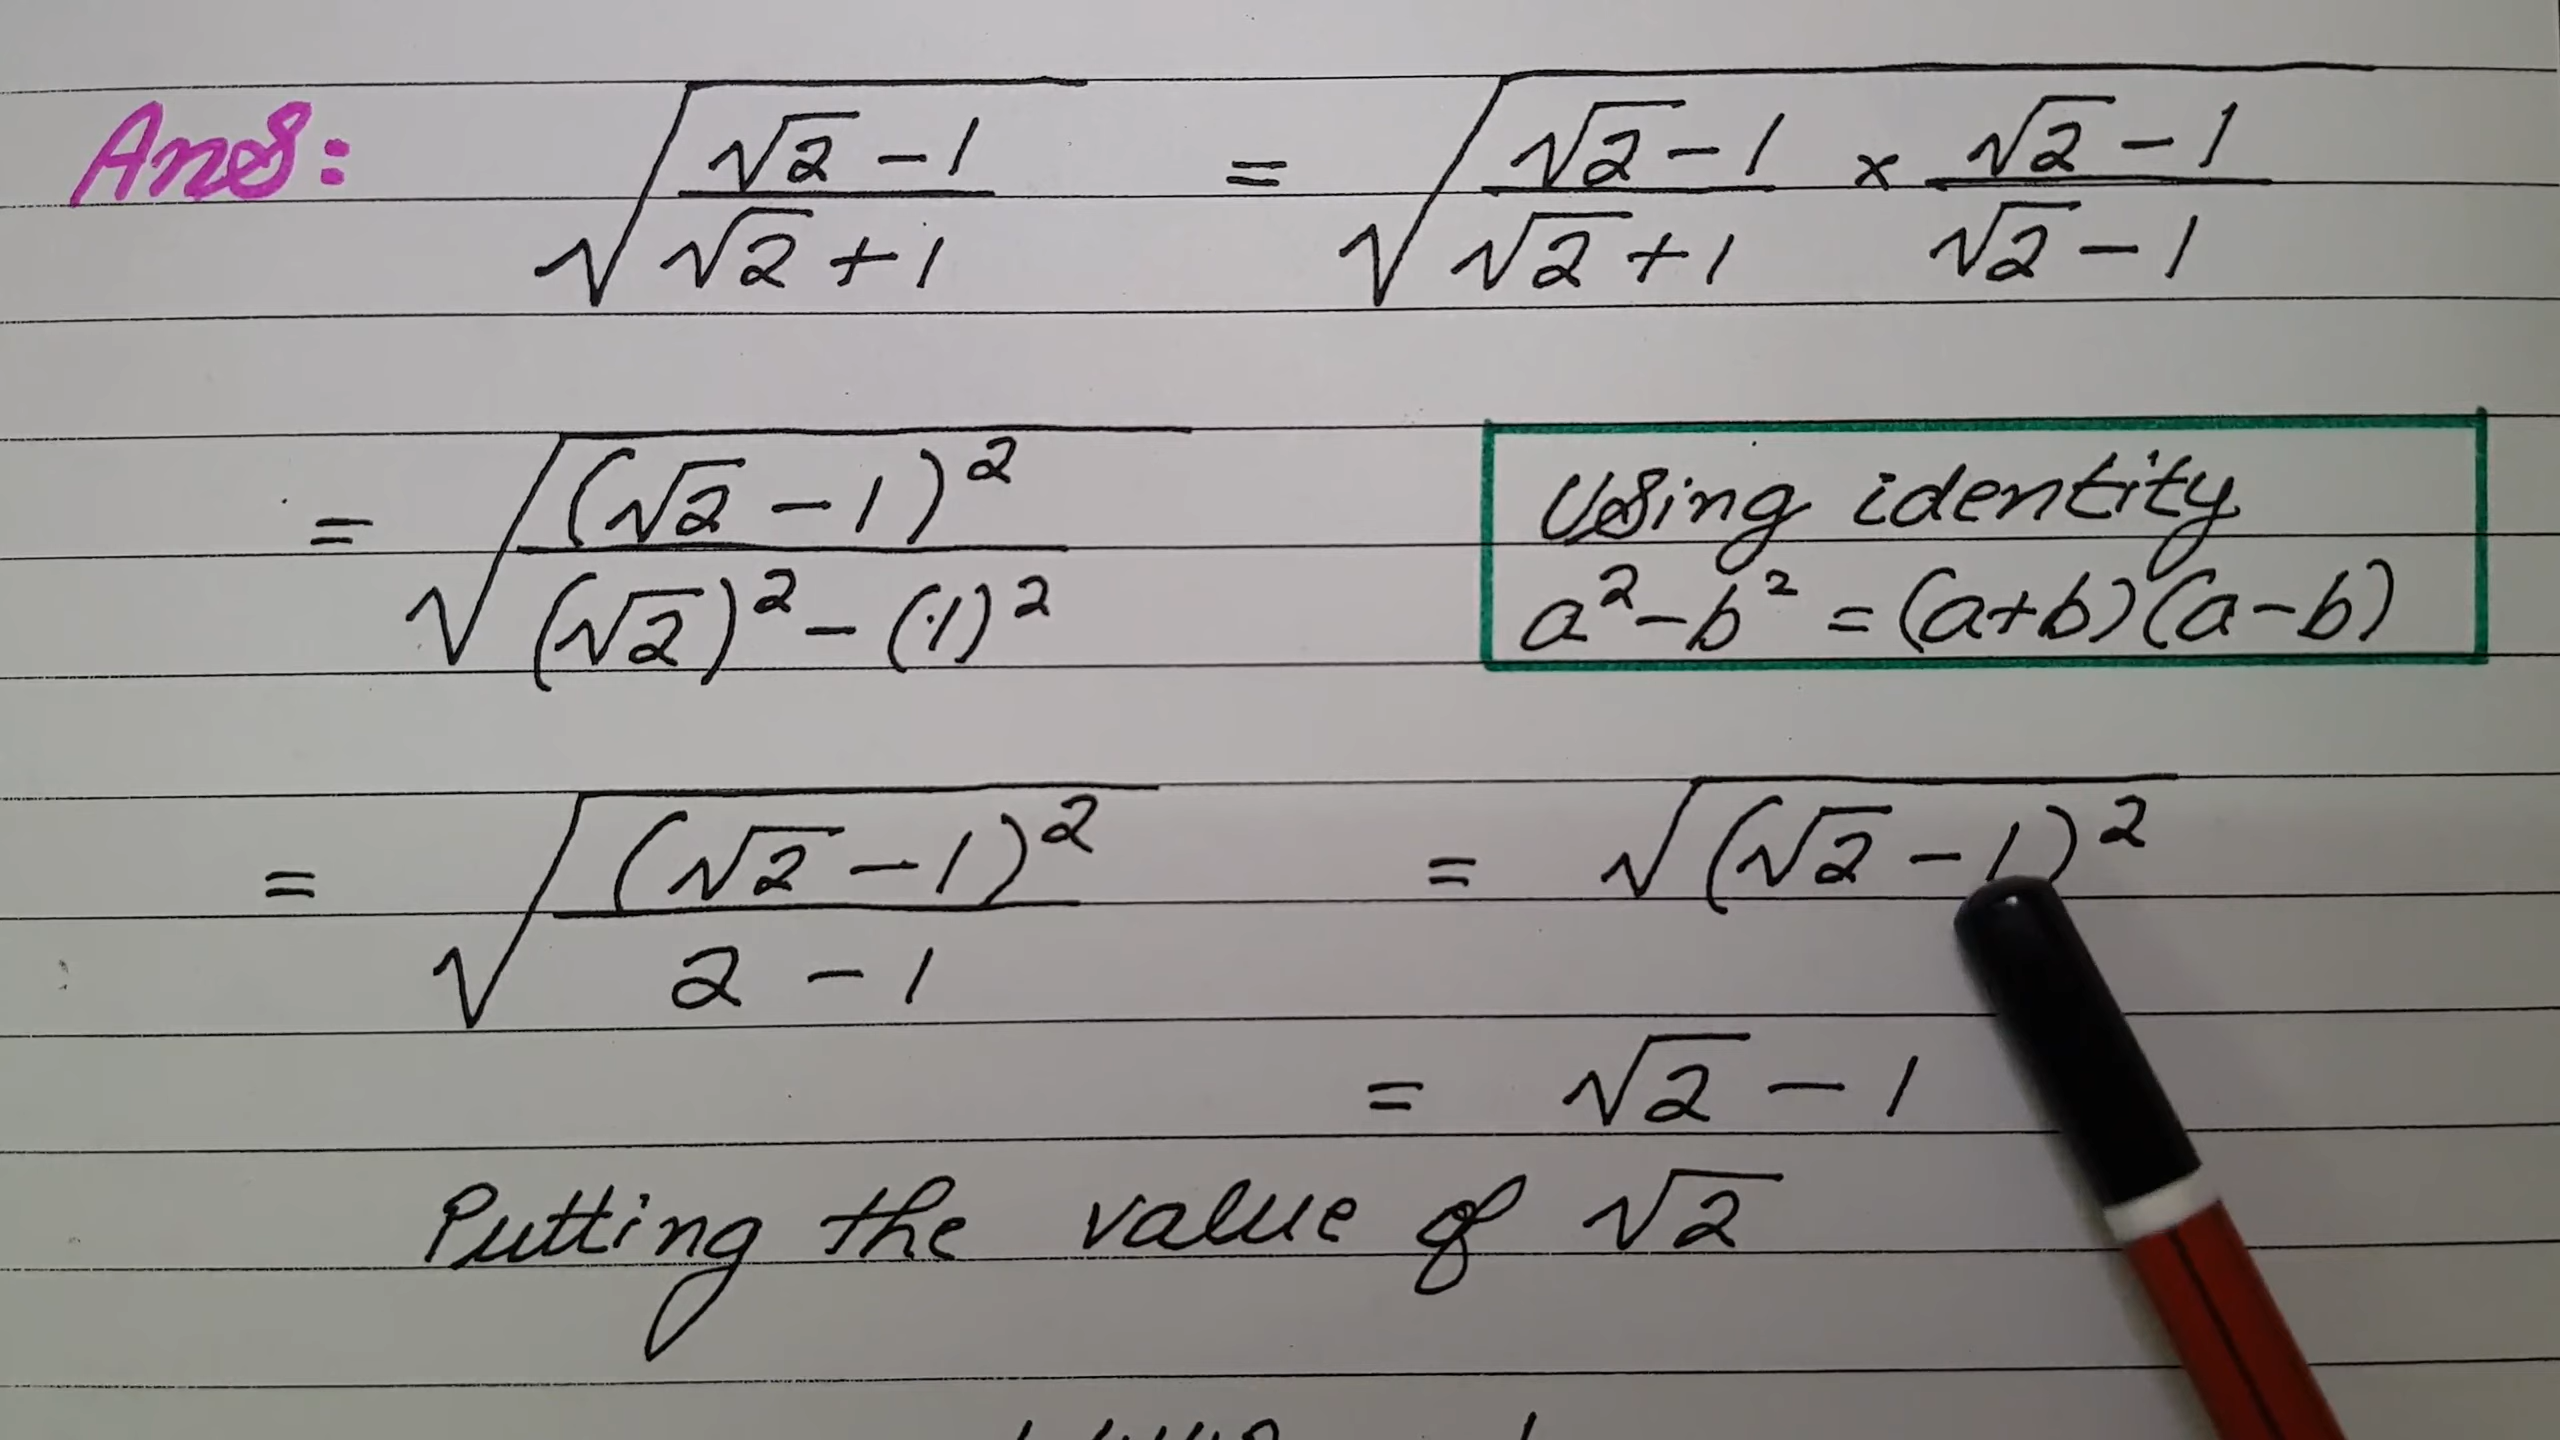 Ans: √((√2 - 1)/(√2 + 1)) = √((√2 - 1)/(√2 + 1) × (√2 - 1)/(√2 - 1))
= √((√2 - 1)²/((√2)² - (1)²))
Using identity
a² - b² = (a+b)(a-b)
= √((√2 - 1)²/(2 - 1)) = √((√2 - 1)²)
= √2 - 1
Putting the value of √2